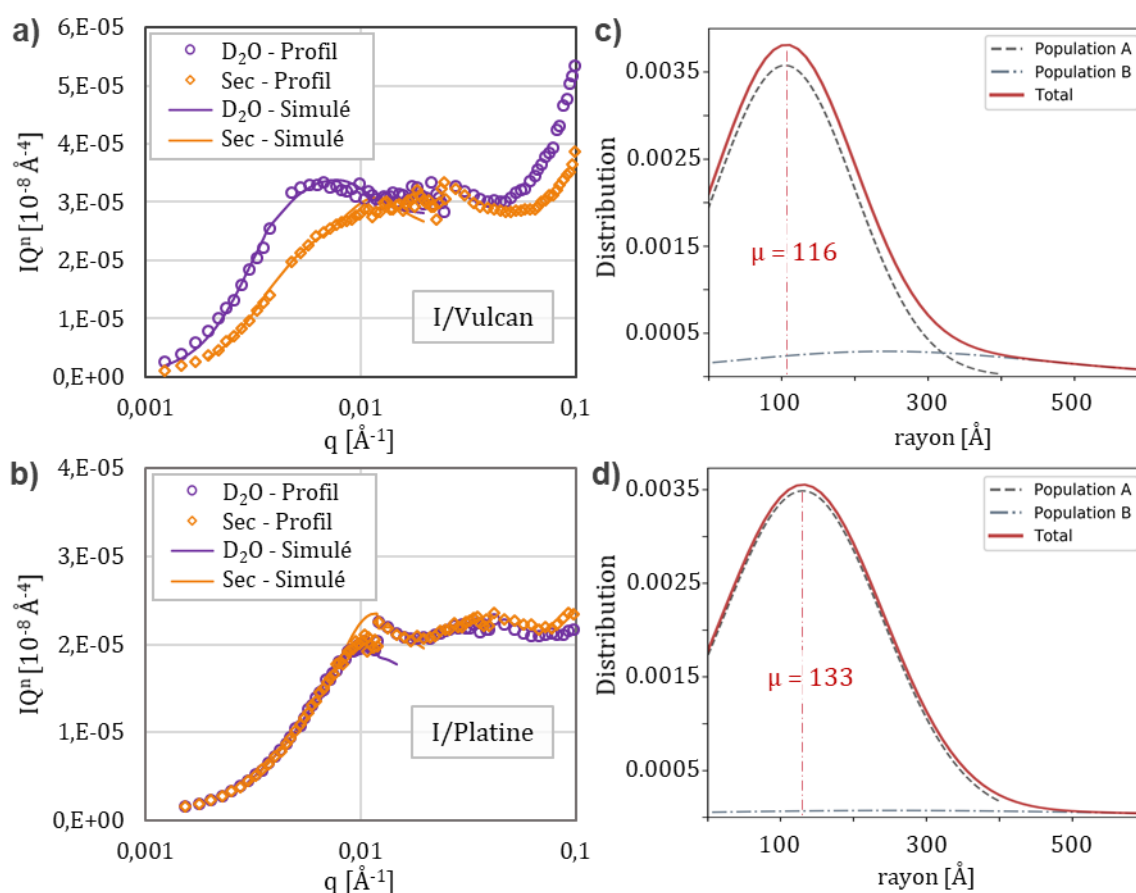 a)
6,E-05
5,E-05
4,E-05
3,E-05
2,E-05
1,E-05
0,E+00
IQⁿ [10⁻⁸ Å-4]
D₂O - Profil
Sec - Profil
D₂O - Simulé
Sec - Simulé
I/Vulcan
0,001
0,01
0,1
q [Å⁻¹]
c)
0.0035
0.0025
0.0015
0.0005
Distribution
Population A
Population B
Total
μ = 116
100
300
500
rayon [Å]
b)
4,E-05
3,E-05
2,E-05
1,E-05
0,E+00
IQⁿ [10⁻⁸ Å-4]
D₂O - Profil
Sec - Profil
D₂O - Simulé
Sec - Simulé
I/Platine
0,001
0,01
0,1
q [Å⁻¹]
d)
0.0035
0.0025
0.0015
0.0005
Distribution
Population A
Population B
Total
μ = 133
100
300
500
rayon [Å]